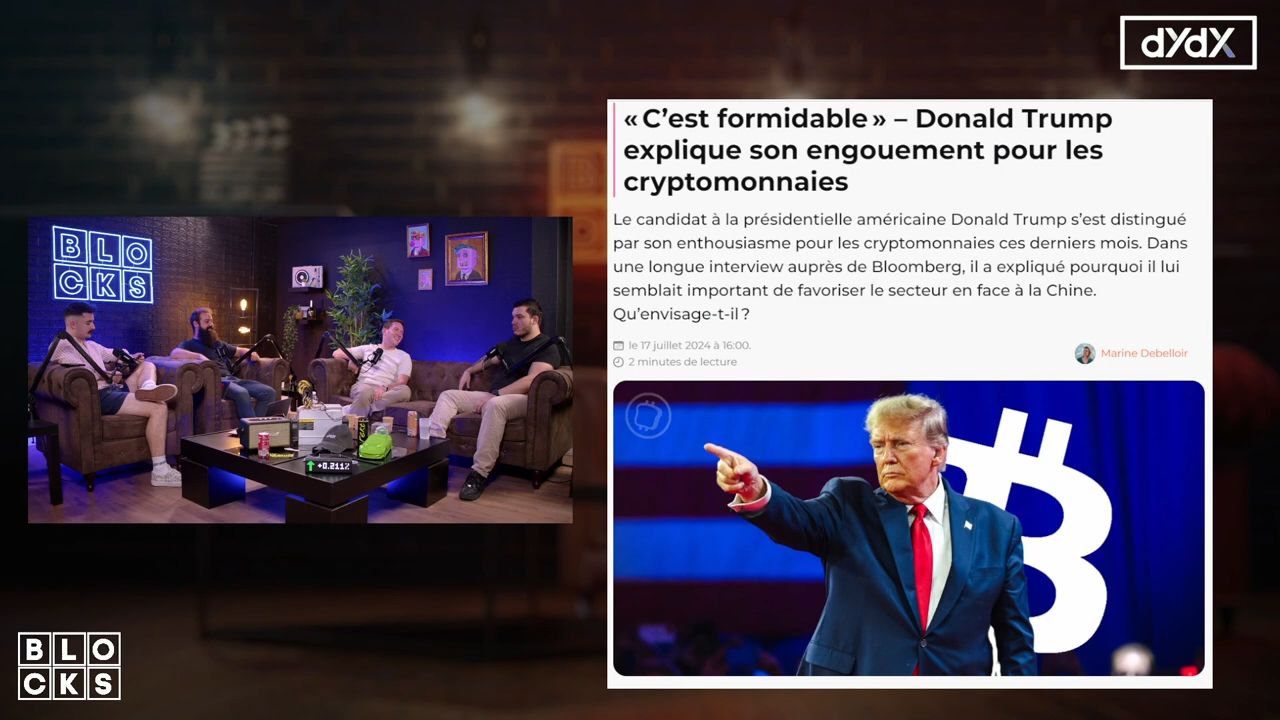 dYdX
« C’est formidable » – Donald Trump
explique son engouement pour les
cryptomonnaies
Le candidat à la présidentielle américaine Donald Trump s’est distingué
par son enthousiasme pour les cryptomonnaies ces derniers mois. Dans
une longue interview auprès de Bloomberg, il a expliqué pourquoi il lui
semblait important de favoriser le secteur en face à la Chine.
Qu’envisage-t-il ?
le 17 juillet 2024 à 16:00.
2 minutes de lecture
Marine Debelloir
BLO
CKS
+0.211%
BLO
CKS